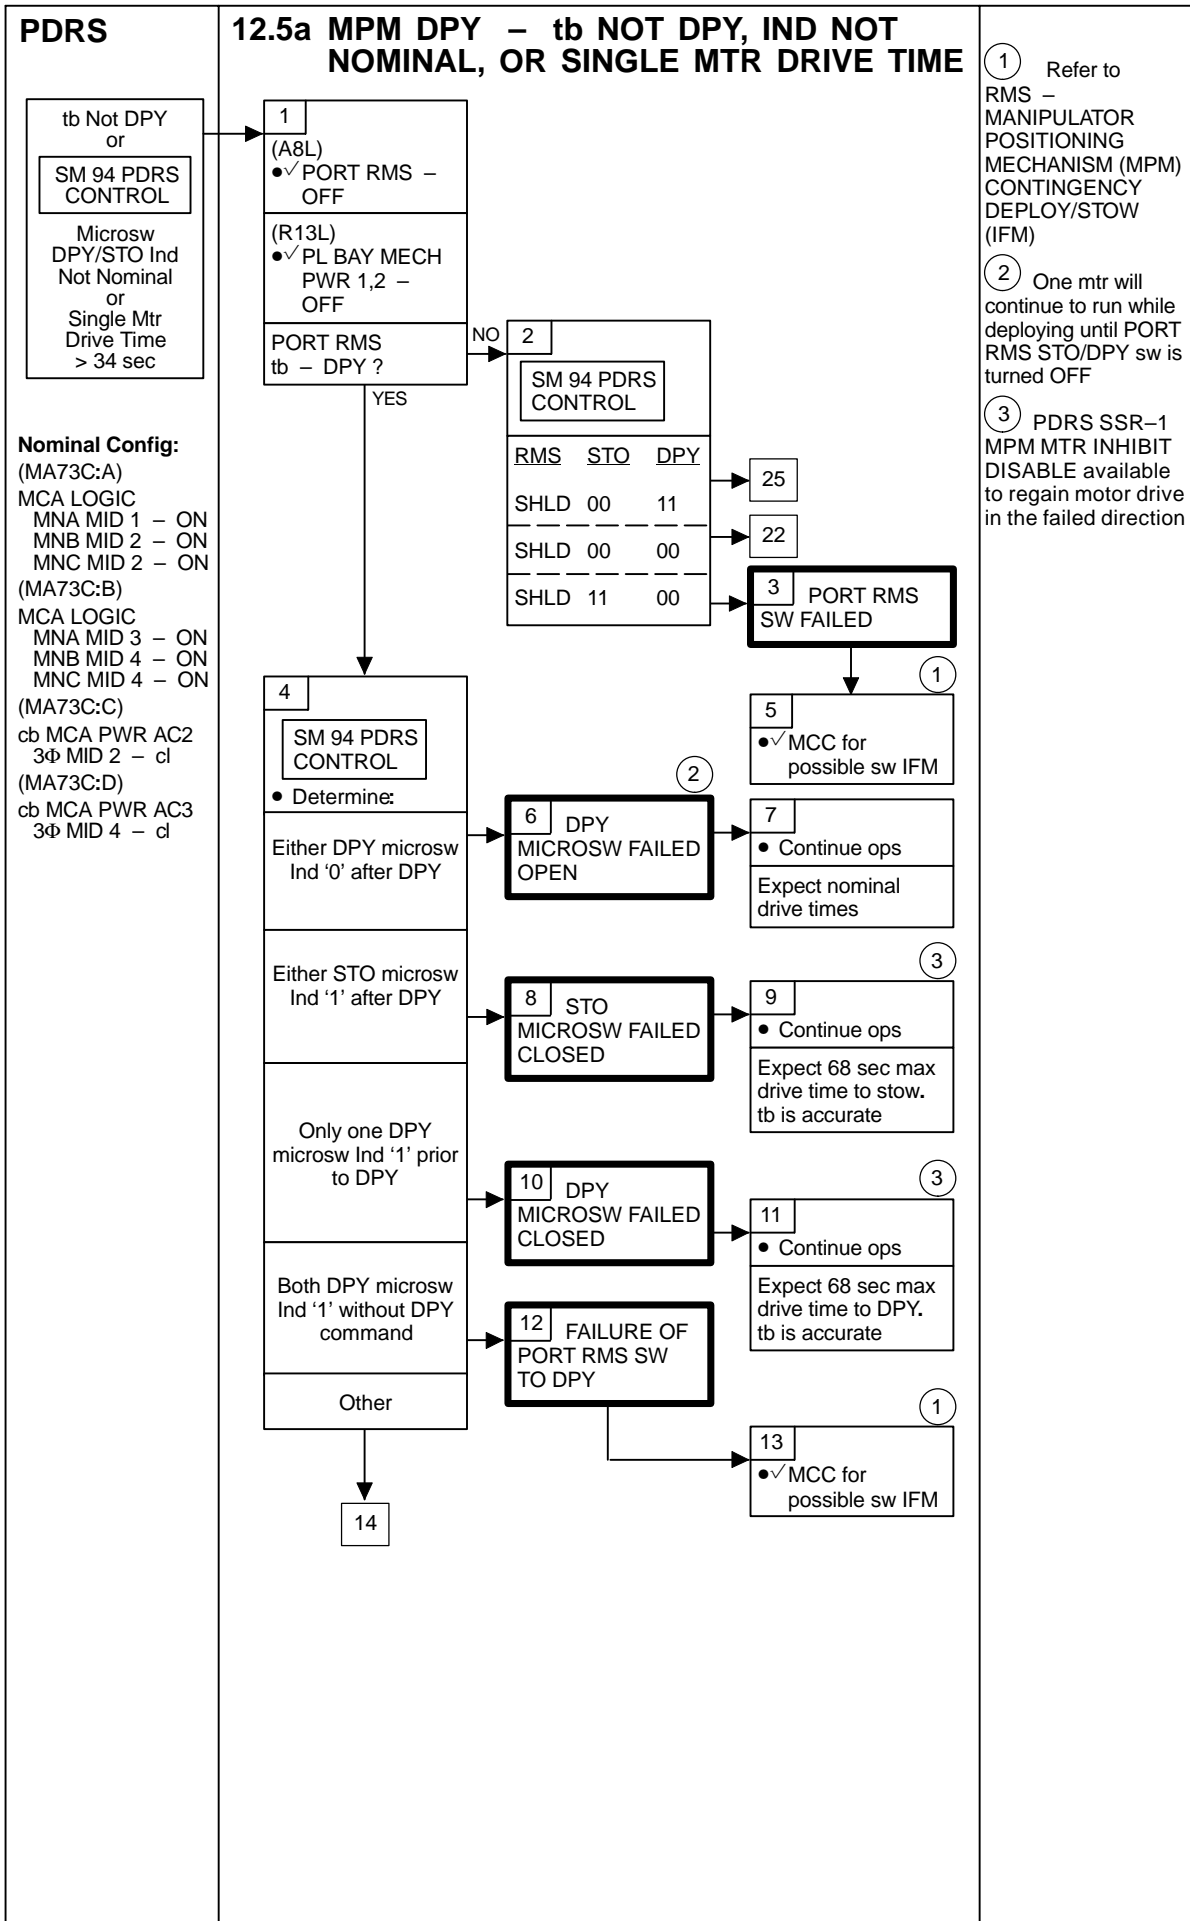 PDRS
12.5a MPM DPY – tb NOT DPY, IND NOT
NOMINAL, OR SINGLE MTR DRIVE TIME
tb Not DPY
or
SM 94 PDRS
CONTROL
Microsw
DPY/STO Ind
Not Nominal
or
Single Mtr
Drive Time
> 34 sec
Nominal Config:
(MA73C:A)
MCA LOGIC
MNA MID 1 – ON
MNB MID 2 – ON
MNC MID 2 – ON
(MA73C:B)
MCA LOGIC
MNA MID 3 – ON
MNB MID 4 – ON
MNC MID 4 – ON
(MA73C:C)
cb MCA PWR AC2
3Φ MID 2 – cl
(MA73C:D)
cb MCA PWR AC3
3Φ MID 4 – cl
1
(A8L)
●√ PORT RMS –
OFF
(R13L)
●√ PL BAY MECH
PWR 1,2 –
OFF
PORT RMS
tb – DPY ?
NO
YES
2
SM 94 PDRS
CONTROL
RMS STO DPY
SHLD 00 11
SHLD 00 00
SHLD 11 00
25
22
3 PORT RMS
SW FAILED
1
5
●√ MCC for
possible sw IFM
4
SM 94 PDRS
CONTROL
● Determine:
Either DPY microsw
Ind ‘0’ after DPY
Either STO microsw
Ind ‘1’ after DPY
Only one DPY
microsw Ind ‘1’ prior
to DPY
Both DPY microsw
Ind ‘1’ without DPY
command
Other
14
2
6 DPY
MICROSW FAILED
OPEN
7
● Continue ops
Expect nominal
drive times
8 STO
MICROSW FAILED
CLOSED
3
9
● Continue ops
Expect 68 sec max
drive time to stow.
tb is accurate
10 DPY
MICROSW FAILED
CLOSED
3
11
● Continue ops
Expect 68 sec max
drive time to DPY.
tb is accurate
12 FAILURE OF
PORT RMS SW
TO DPY
1
13
●√ MCC for
possible sw IFM
1 Refer to
RMS –
MANIPULATOR
POSITIONING
MECHANISM (MPM)
CONTINGENCY
DEPLOY/STOW
(IFM)
2 One mtr will
continue to run while
deploying until PORT
RMS STO/DPY sw is
turned OFF
3 PDRS SSR–1
MPM MTR INHIBIT
DISABLE available
to regain motor drive
in the failed direction